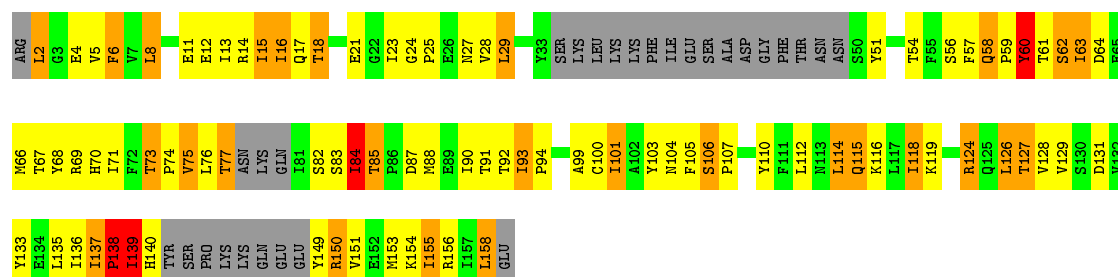 ARG L2 G3 E4 V5 F6 V7 L8 E11 E12 I13 R14 I15 I16 Q17 T18 E21 G22 I23 G24 P25 E26 N27 V28 L29 Y33 SER LYS LEU LYS LYS PHE ILE GLU SER ALA ASP GLY PHE THR ASN ASN S50 Y51 T54 F55 S56 F57 Q58 P59 Y60 T61 S62 I63 D64 E65
M66 T67 Y68 R69 H70 I71 F72 T73 P74 V75 L76 T77 ASN LYS GLN I81 S82 S83 I84 T85 P86 D87 M88 E89 I90 T91 T92 I93 P94 A99 C100 I101 A102 Y103 N104 F105 S106 P107 Y110 F111 L112 N113 L114 Q115 K116 L117 I118 K119 R124 Q125 L126 T127 V128 V129 S130 D131 V132
Y133 E134 L135 I136 I137 P138 I139 H140 TYR SER PRO LYS LYS GLN GLU GLU Y149 R150 V151 E152 M153 K154 I155 R156 I157 L158 GLU